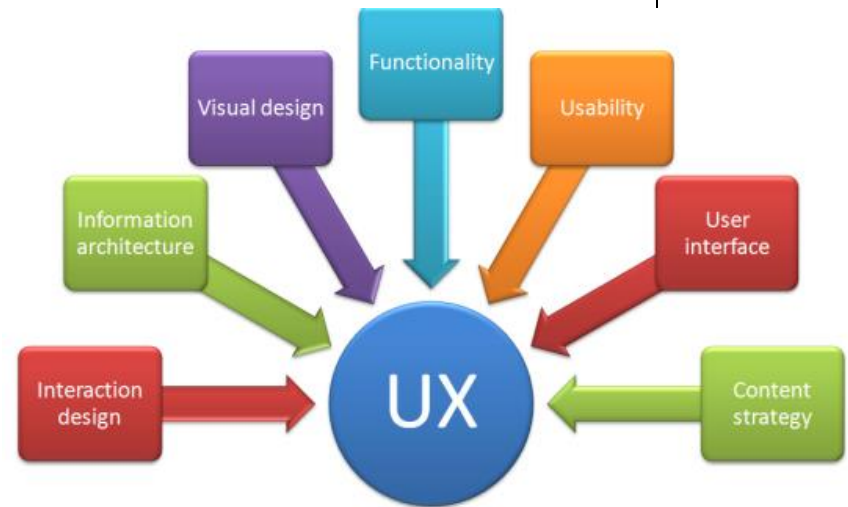 Functionality
Visual design
Usability
Information
architecture
User
interface
Interaction
design
UX
Content
strategy